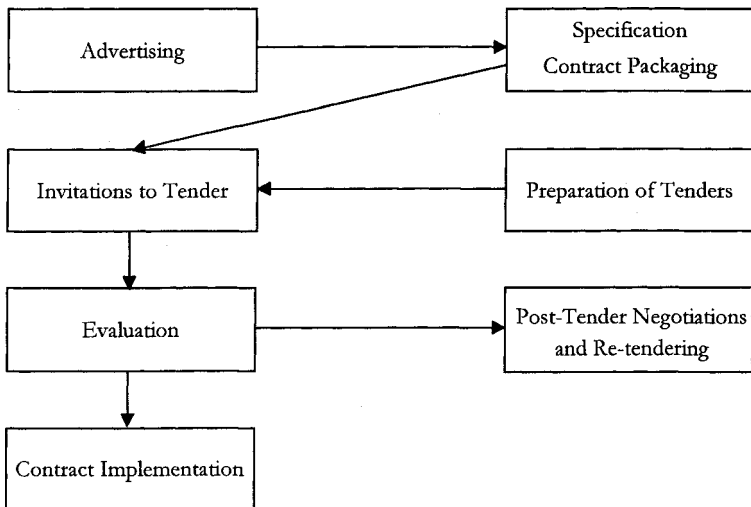 Advertising
Specification
Contract Packaging
Invitations to Tender
Preparation of Tenders
Evaluation
Post-Tender Negotiations
and Re-tendering
Contract Implementation